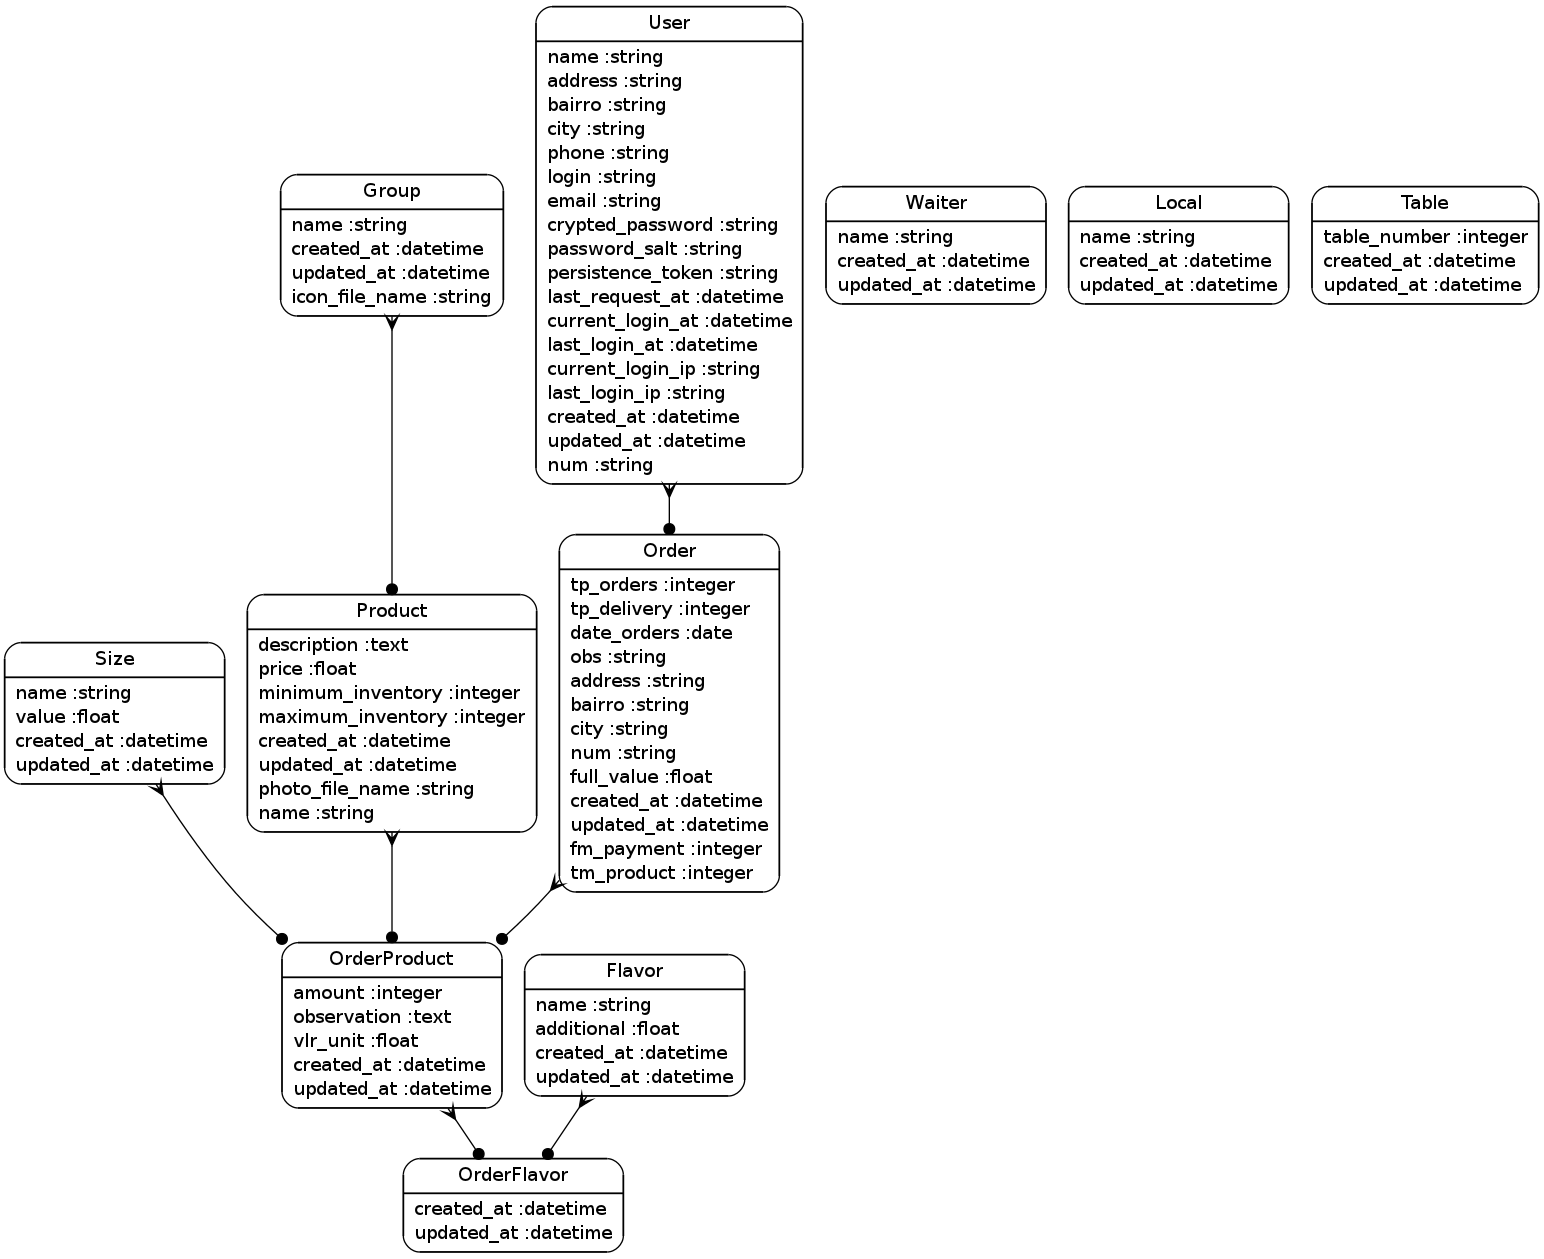 User
name :string
address :string
bairro :string
city :string
phone :string
login :string
email :string
crypted_password :string
password_salt :string
persistence_token :string
last_request_at :datetime
current_login_at :datetime
last_login_at :datetime
current_login_ip :string
last_login_ip :string
created_at :datetime
updated_at :datetime
num :string
Group
name :string
created_at :datetime
updated_at :datetime
icon_file_name :string
Waiter
name :string
created_at :datetime
updated_at :datetime
Local
name :string
created_at :datetime
updated_at :datetime
Table
table_number :integer
created_at :datetime
updated_at :datetime
Order
tp_orders :integer
tp_delivery :integer
date_orders :date
obs :string
address :string
bairro :string
city :string
num :string
full_value :float
created_at :datetime
updated_at :datetime
fm_payment :integer
tm_product :integer
Product
description :text
price :float
minimum_inventory :integer
maximum_inventory :integer
created_at :datetime
updated_at :datetime
photo_file_name :string
name :string
Size
name :string
value :float
created_at :datetime
updated_at :datetime
OrderProduct
amount :integer
observation :text
vlr_unit :float
created_at :datetime
updated_at :datetime
Flavor
name :string
additional :float
created_at :datetime
updated_at :datetime
OrderFlavor
created_at :datetime
updated_at :datetime